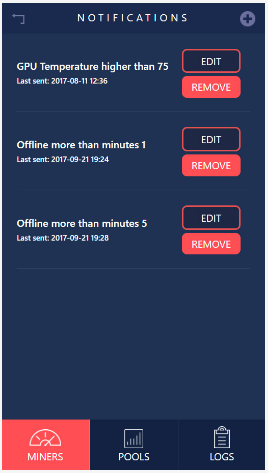 NOTIFICATIONS
GPU Temperature higher than 75
Last sent: 2017-08-11 12:36
EDIT
REMOVE
Offline more than minutes 1
Last sent: 2017-09-21 19:24
EDIT
REMOVE
Offline more than minutes 5
Last sent: 2017-09-21 19:28
EDIT
REMOVE
MINERS
POOLS
LOGS